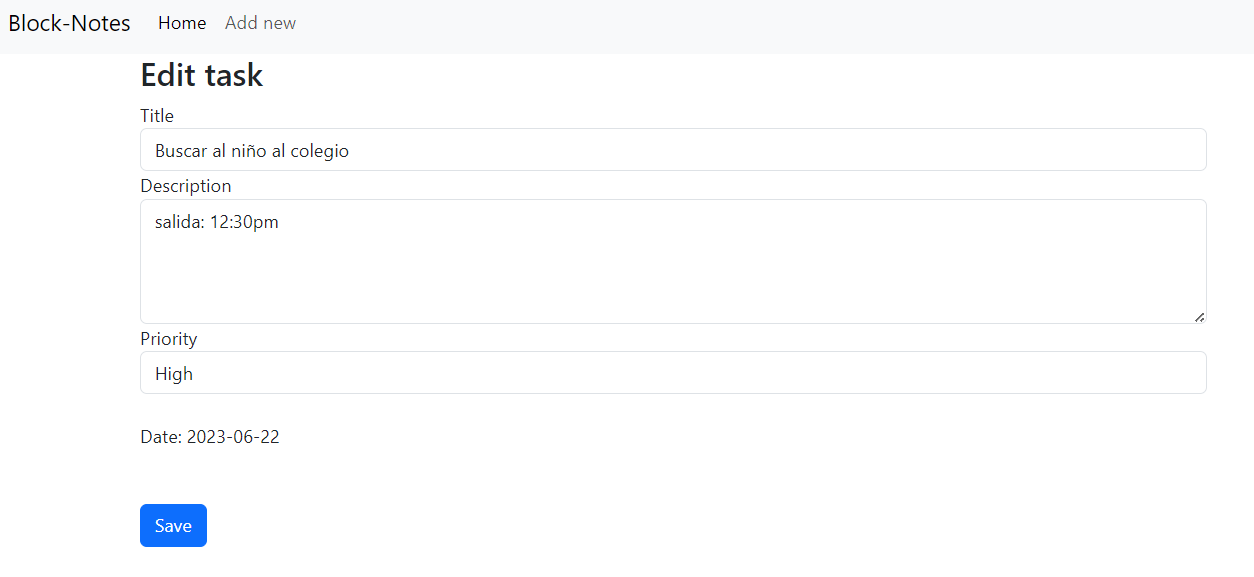 Block-Notes Home Add new
Edit task
Title
Buscar al niño al colegio
Description
salida: 12:30pm
Priority
High
Date: 2023-06-22
Save